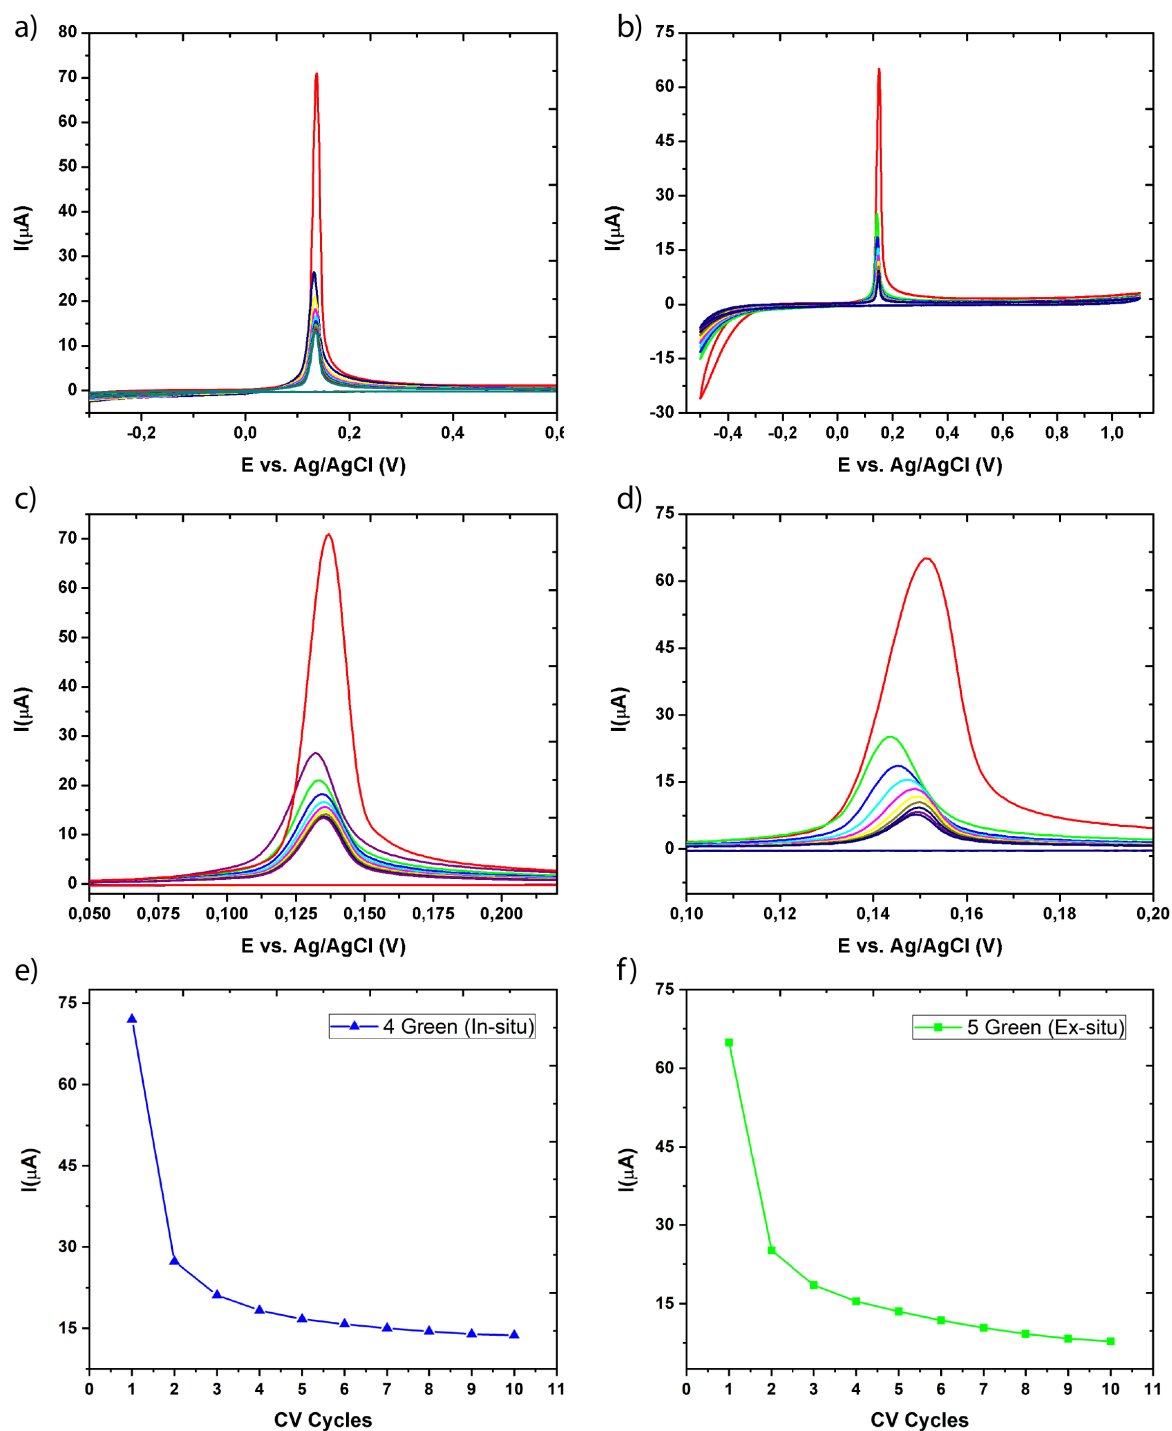 a)
80
70
60
50
40
30
20
10
0
I(μA)
-0,2 0,0 0,2 0,4 0,6
E vs. Ag/AgCl (V)
b)
75
60
45
30
15
0
-15
-30
I(μA)
-0,4 0,0 0,2 0,4 0,6 0,8 1,0
E vs. Ag/AgCl (V)
c)
70
60
50
40
30
20
10
0
I(μA)
0,050 0,075 0,100 0,125 0,150 0,175 0,200
E vs. Ag/AgCl (V)
d)
75
60
45
30
15
0
I(μA)
0,10 0,12 0,14 0,16 0,18 0,20
E vs. Ag/AgCl (V)
e)
75
60
45
30
15
I(μA)
4 Green (In-situ)
0 1 2 3 4 5 6 7 8 9 10 11
CV Cycles
f)
75
60
45
30
15
I(μA)
5 Green (Ex-situ)
0 1 2 3 4 5 6 7 8 9 10 11
CV Cycles